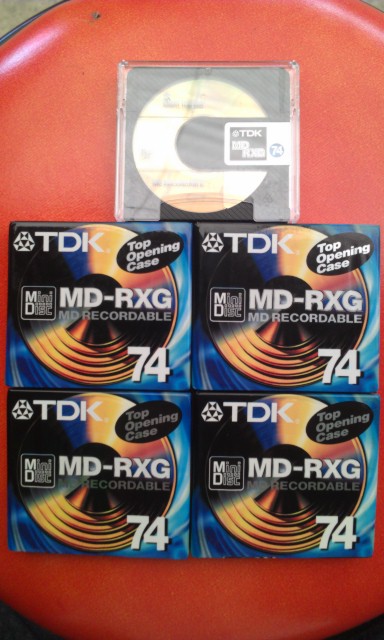 TDK
MD
RXG
74
TDK
Top
Opening
Case
Mini
Disc
MD-RXG
MD RECORDABLE
74
TDK
Top
Opening
Case
Mini
Disc
MD-RXG
MD RECORDABLE
74
TDK
Top
Opening
Case
Mini
Disc
MD-RXG
MD RECORDABLE
74
TDK
Top
Opening
Case
Mini
Disc
MD-RXG
MD RECORDABLE
74